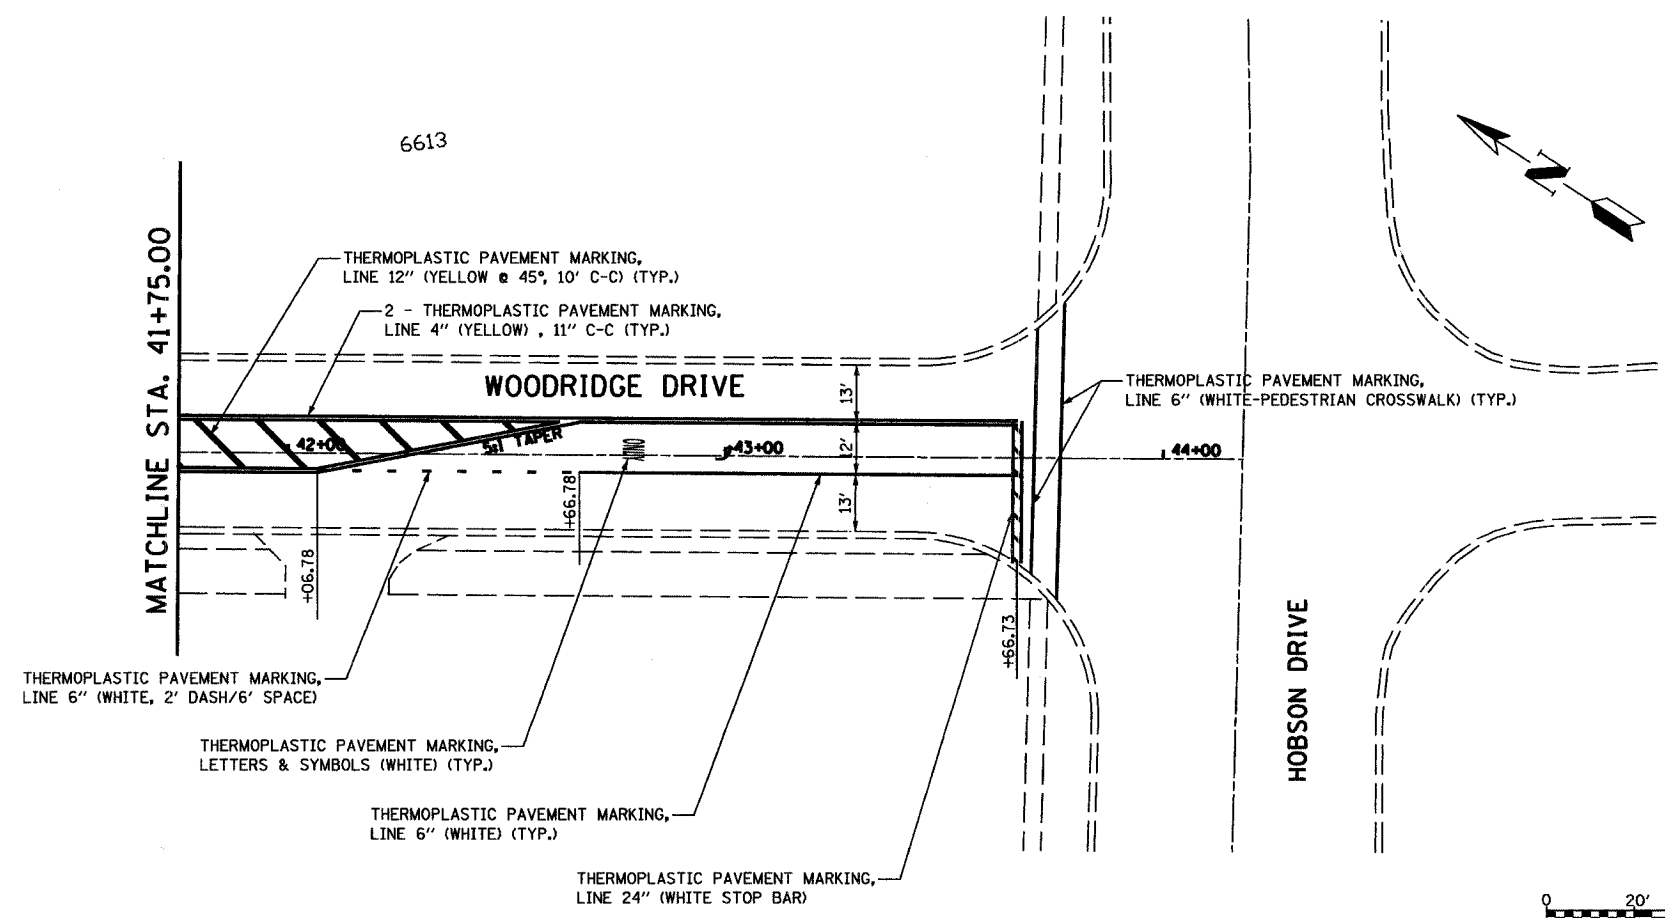 6613
THERMOPLASTIC PAVEMENT MARKING,
LINE 12" (YELLOW @ 45°, 10' C-C) (TYP.)
2 - THERMOPLASTIC PAVEMENT MARKING,
LINE 4" (YELLOW) , 11" C-C (TYP.)
MATCHLINE STA. 41+75.00
WOODRIDGE DRIVE
13'
12'
13'
THERMOPLASTIC PAVEMENT MARKING,
LINE 6" (WHITE-PEDESTRIAN CROSSWALK) (TYP.)
42+00
5:1 TAPER
43+00
44+00
+06.78
+66.78
+66.73
N
THERMOPLASTIC PAVEMENT MARKING,
LINE 6" (WHITE, 2' DASH/6' SPACE)
THERMOPLASTIC PAVEMENT MARKING,
LETTERS & SYMBOLS (WHITE) (TYP.)
THERMOPLASTIC PAVEMENT MARKING,
LINE 6" (WHITE) (TYP.)
THERMOPLASTIC PAVEMENT MARKING,
LINE 24" (WHITE STOP BAR)
HOBSON DRIVE
0 20'